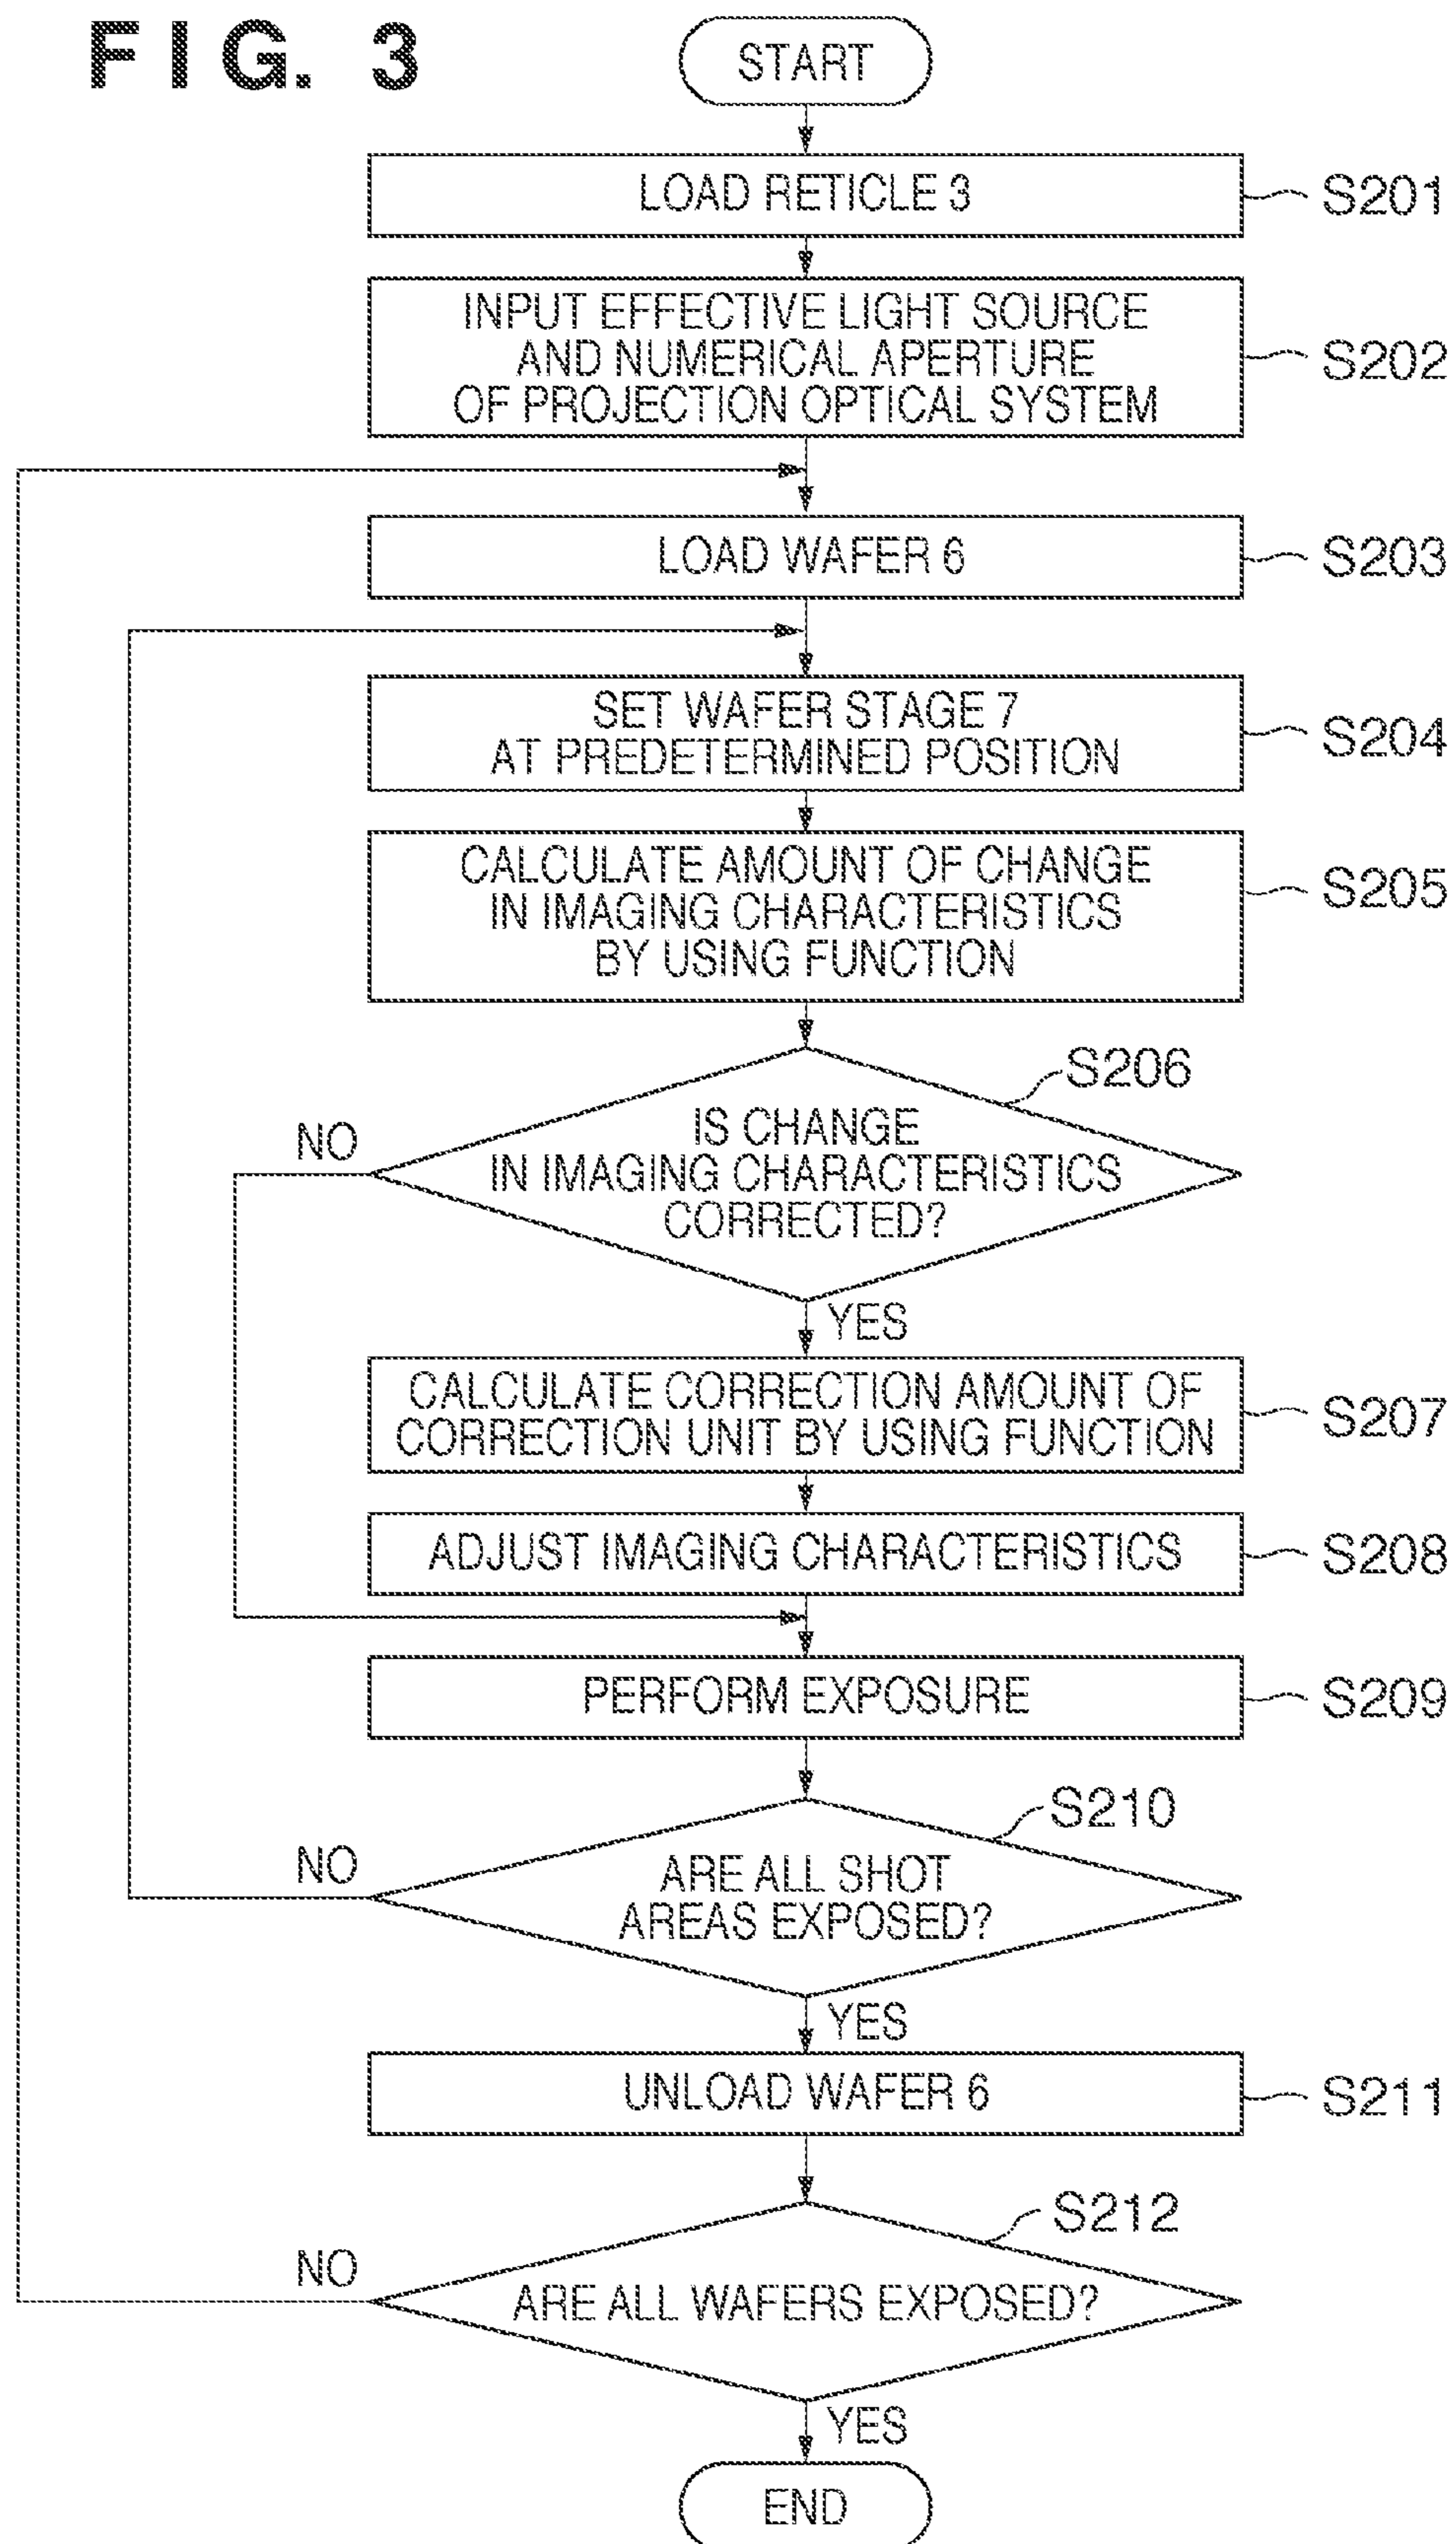 FIG. 3
START
LOAD RETICLE 3
S201
INPUT EFFECTIVE LIGHT SOURCE
AND NUMERICAL APERTURE
OF PROJECTION OPTICAL SYSTEM
S202
LOAD WAFER 6
S203
SET WAFER STAGE 7
AT PREDETERMINED POSITION
S204
CALCULATE AMOUNT OF CHANGE
IN IMAGING CHARACTERISTICS
BY USING FUNCTION
S205
S206
IS CHANGE
IN IMAGING CHARACTERISTICS
CORRECTED?
NO
YES
CALCULATE CORRECTION AMOUNT OF
CORRECTION UNIT BY USING FUNCTION
S207
ADJUST IMAGING CHARACTERISTICS
S208
PERFORM EXPOSURE
S209
S210
ARE ALL SHOT
AREAS EXPOSED?
NO
YES
UNLOAD WAFER 6
S211
S212
ARE ALL WAFERS EXPOSED?
NO
YES
END